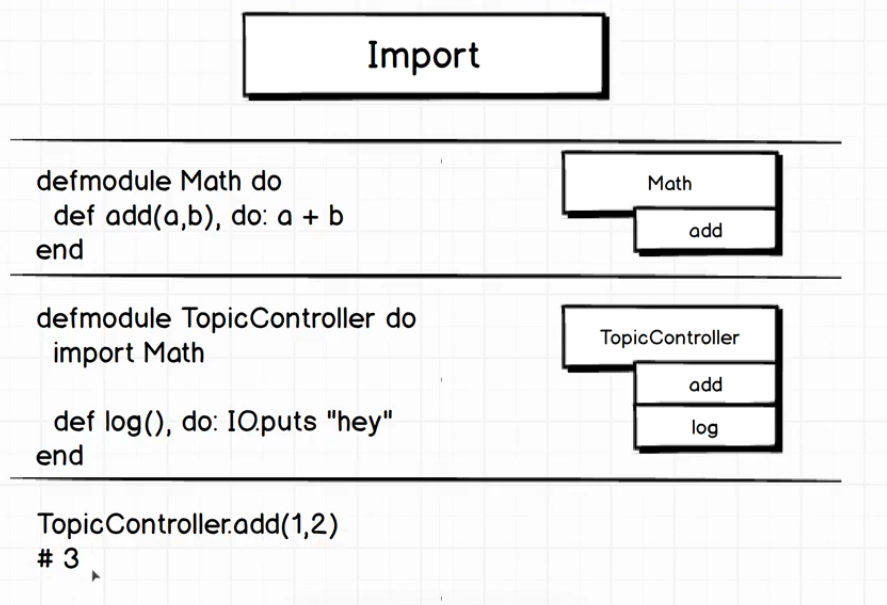 Import
defmodule Math do
def add(a,b), do: a + b
end
Math
add
defmodule TopicController do
import Math
def log(), do: IO.puts "hey"
end
TopicController
add
log
TopicController.add(1,2)
# 3